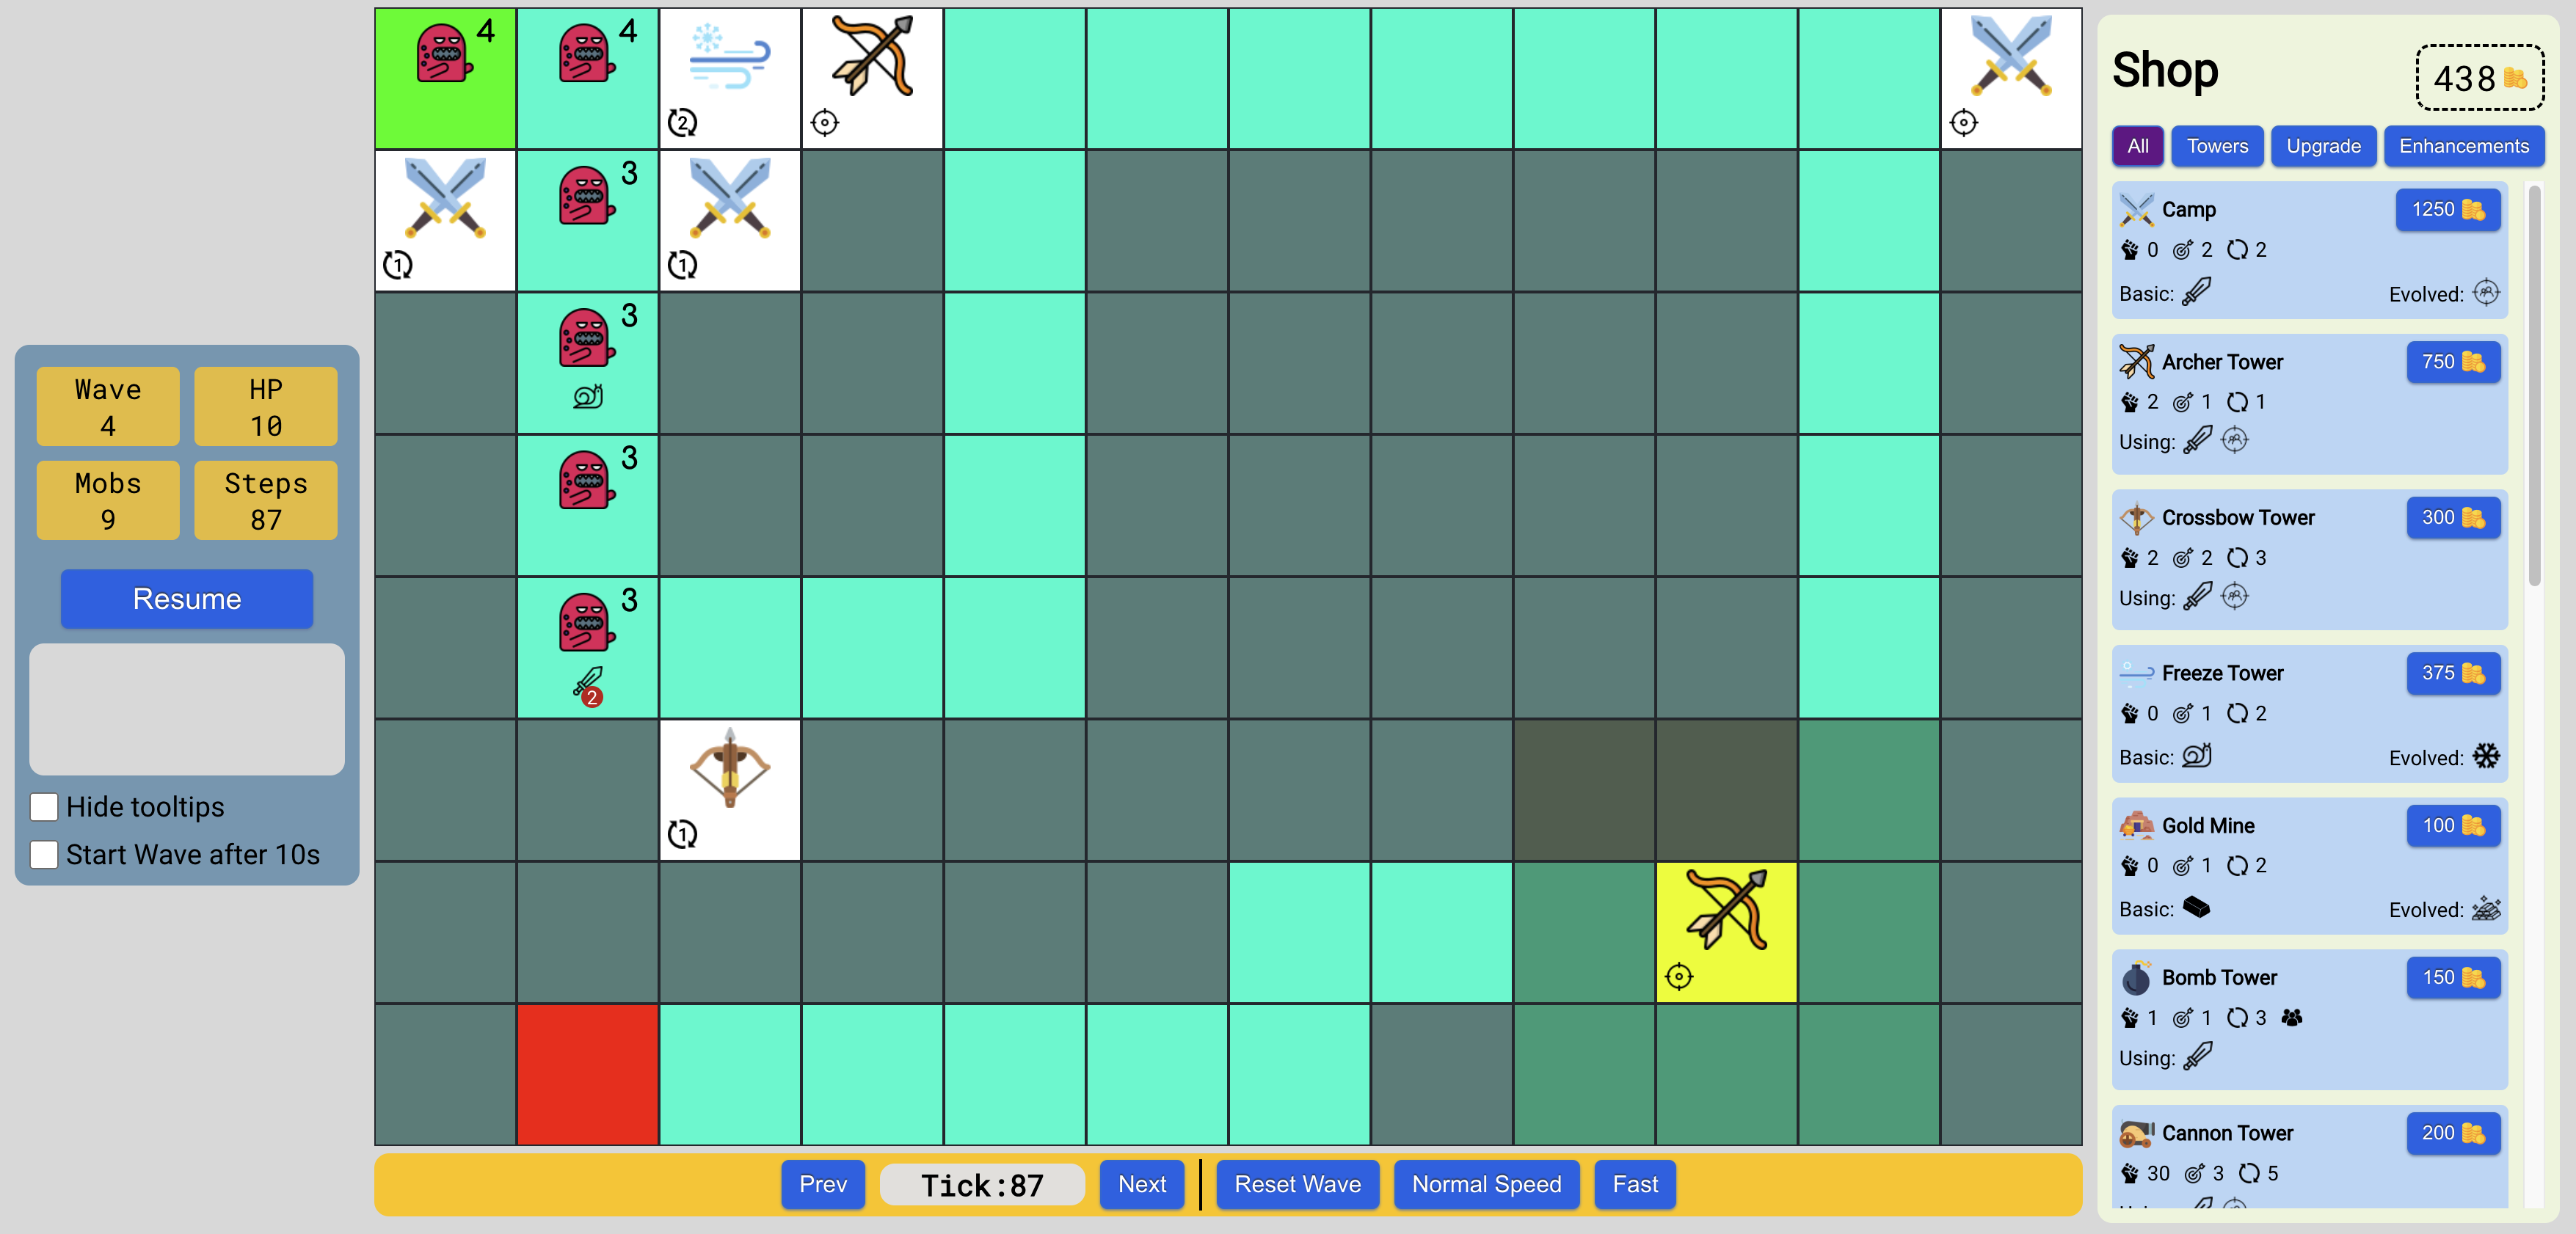 Wave
4
HP
10
Mobs
9
Steps
87
Resume
Hide tooltips
Start Wave after 10s
4
4
2
3
1
1
3
3
3
2
1
Prev
Tick:87
Next
Reset Wave
Normal Speed
Fast
Shop
438
All
Towers
Upgrade
Enhancements
Camp
1250
0 2 2
Basic:
Evolved:
Archer Tower
750
2 1 1
Using:
Crossbow Tower
300
2 2 3
Using:
Freeze Tower
375
0 1 2
Basic:
Evolved:
Gold Mine
100
0 1 2
Basic:
Evolved:
Bomb Tower
150
1 1 3
Using:
Cannon Tower
200
30 3 5